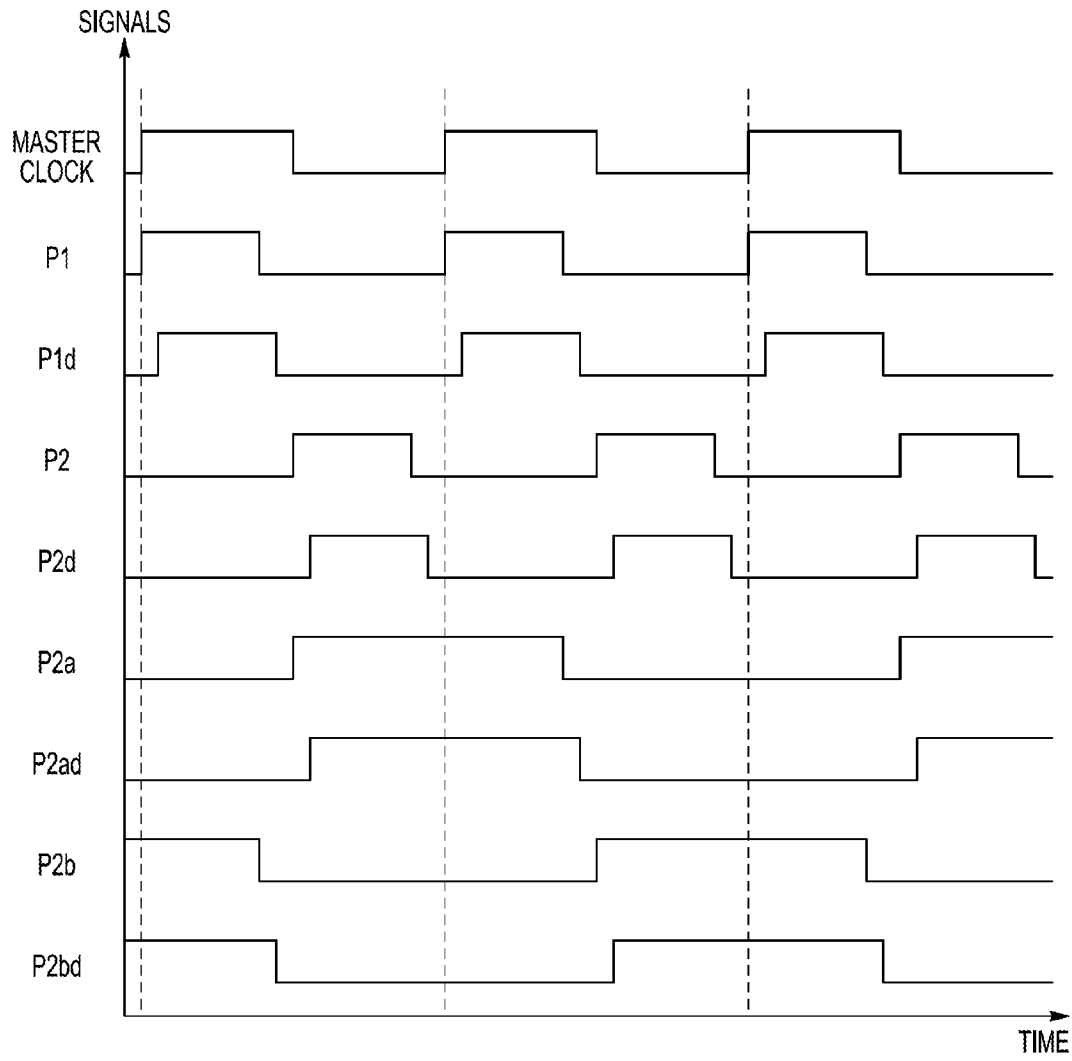 SIGNALS
MASTER
CLOCK
P1
P1d
P2
P2d
P2a
P2ad
P2b
P2bd
TIME